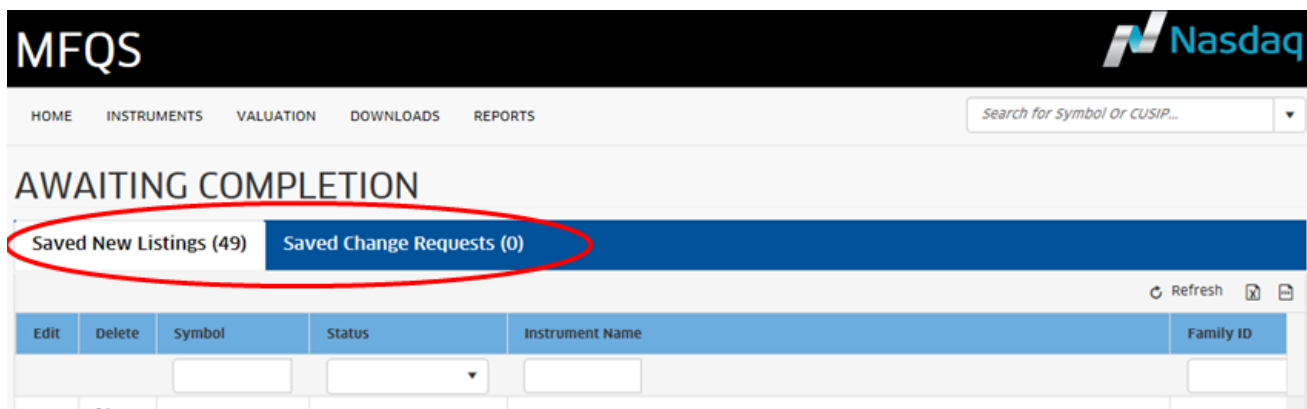 MFQS
Nasdaq
HOME INSTRUMENTS VALUATION DOWNLOADS REPORTS
Search for Symbol Or CUSIP...
AWAITING COMPLETION
Saved New Listings (49) Saved Change Requests (0)
Refresh
Edit Delete Symbol Status Instrument Name Family ID